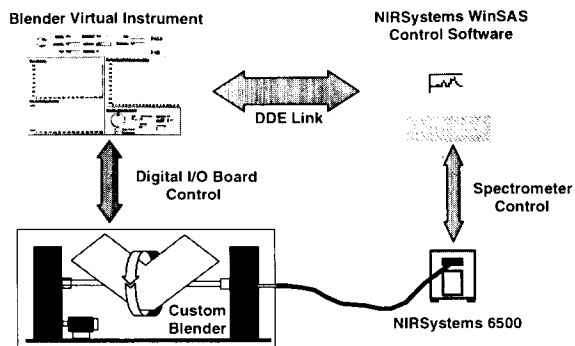 Blender Virtual Instrument
NIRSystems WinSAS
Control Software
DDE Link
Digital I/O Board
Control
Spectrometer
Control
Custom
Blender
NIRSystems 6500